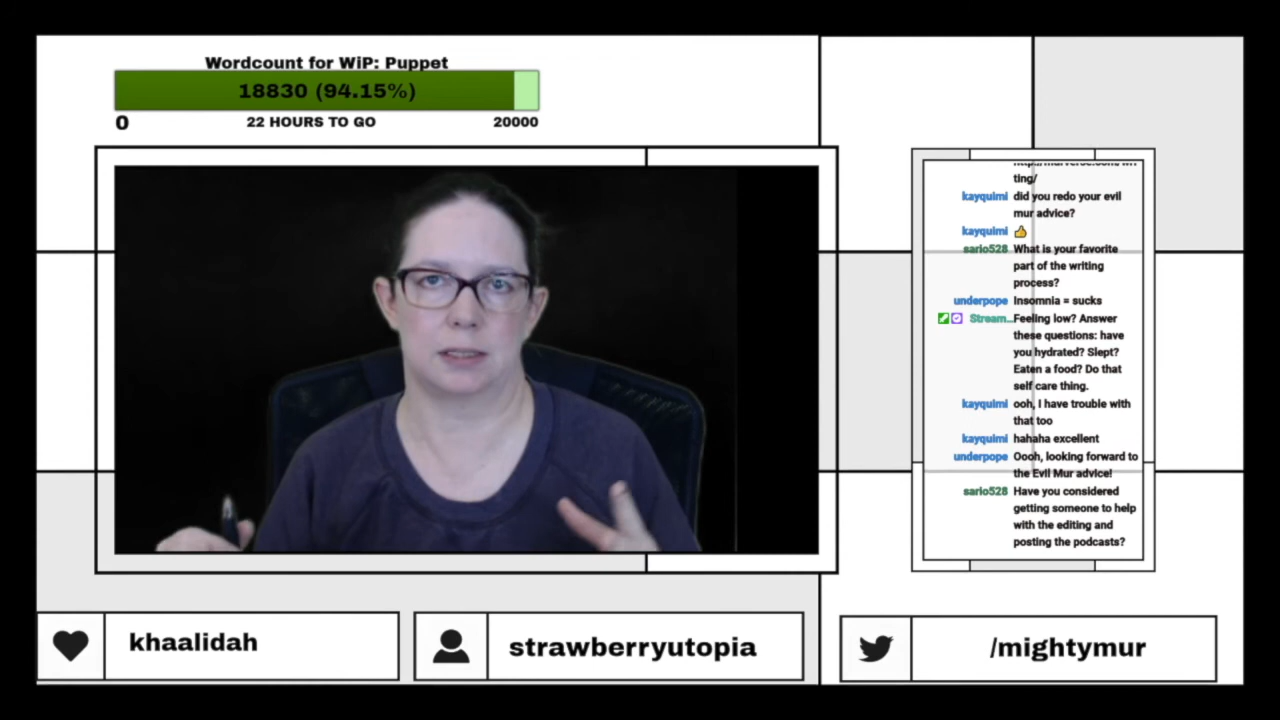 Wordcount for WiP: Puppet
18830 (94.15%)
0 22 HOURS TO GO 20000
ting/
kayquimi did you redo your evil
mur advice?
kayquimi 👍
sario528 What is your favorite
part of the writing
process?
underpope Insomnia = sucks
Stream... Feeling low? Answer
these questions: have
you hydrated? Slept?
Eaten a food? Do that
self care thing.
kayquimi ooh, I have trouble with
that too
kayquimi hahaha excellent
underpope Oooh, looking forward to
the Evil Mur advice!
sario528 Have you considered
getting someone to help
with the editing and
posting the podcasts?
khaalidah
strawberryutopia
/mightymur